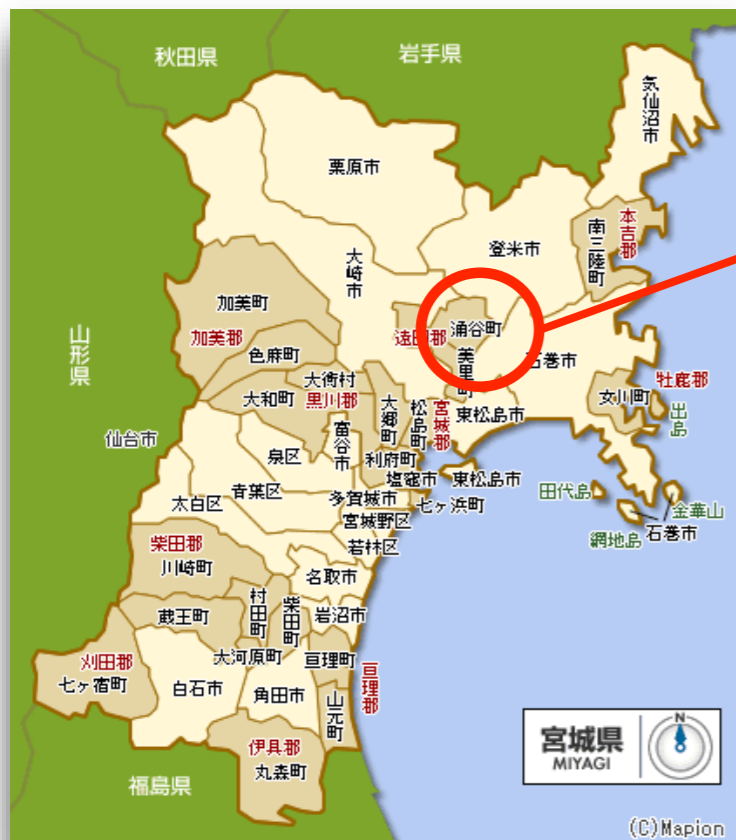 秋田県
岩手県
気仙沼市
栗原市
本吉郡
南三陸町
登米市
大崎市
加美町
山形県
加美郡
遠田郡
涌谷町
色麻町
美里町
石巻市
大衡村
大和町
黒川郡
大郷町
松島町
宮城郡
東松島市
女川町
牡鹿郡
出島
仙台市
富谷市
泉区
利府町
塩竈市
東松島市
青葉区
太白区
多賀城市
七ヶ浜町
田代島
金華山
宮城野区
石巻市
網地島
若林区
柴田郡
川崎町
名取市
村田町
柴田町
岩沼市
蔵王町
刈田郡
大河原町
亘理町
亘理郡
七ヶ宿町
白石市
角田市
山元町
伊具郡
丸森町
福島県
宮城県
MIYAGI
N
(C)Mapion